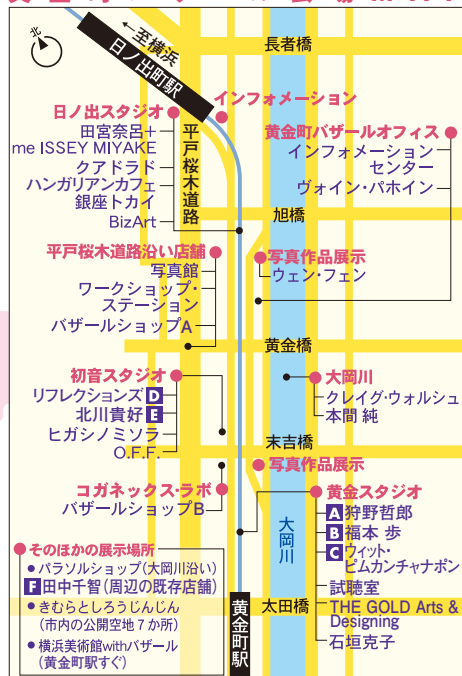 北
←至横浜
日ノ出町駅
長者橋
日ノ出スタジオ
田宮奈呂+
me ISSEY MIYAKE
クアドラド
ハンガリアンカフェ
銀座トカイ
BizArt
平戸桜木道路
インフォメーション
黄金町バザールオフィス
インフォメーション
センター
ヴォイン・パホイン
旭橋
平戸桜木道路沿い店舗
写真館
ワークショップ・
ステーション
バザールショップA
写真作品展示
ウェン・フェン
黄金橋
初音スタジオ
リフレクションズ D
北川貴好 E
ヒガシノミソラ
O.F.F.
大岡川
クレイグ・ウォルシュ
本間 純
末吉橋
写真作品展示
コガネックス・ラボ
バザールショップB
大岡川
黄金スタジオ
A 狩野哲郎
B 福本 歩
C ウィット・
ピムカンチャナポン
試聴室
THE GOLD Arts &
Designing
石垣克子
太田橋
黄金町駅
そのほかの展示場所
• パラソルショップ(大岡川沿い)
F 田中千智(周辺の既存店舗)
• きむらとしろうじんじん
(市内の公開空地7か所)
• 横浜美術館withバザール
(黄金町駅すぐ)